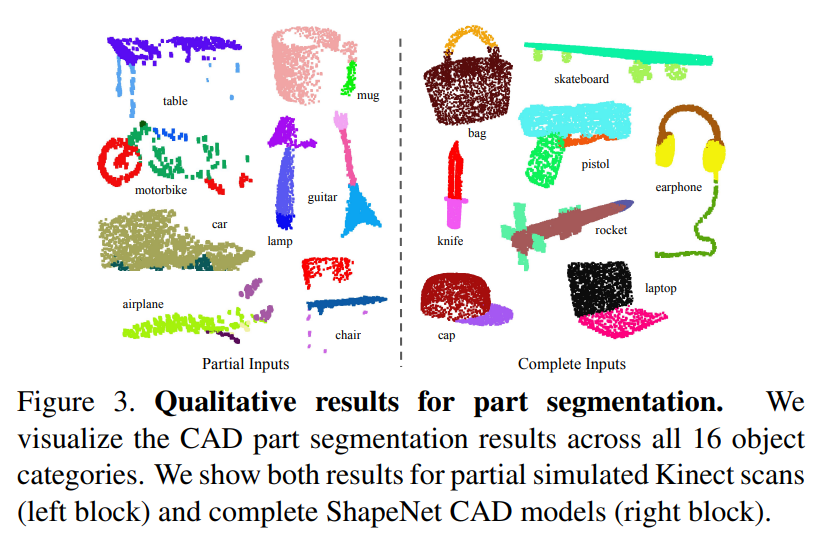 table
mug
motorbike
guitar
car
lamp
airplane
chair
Partial Inputs
skateboard
bag
pistol
earphone
knife
rocket
laptop
cap
Complete Inputs
Figure 3. Qualitative results for part segmentation. We
visualize the CAD part segmentation results across all 16 object
categories. We show both results for partial simulated Kinect scans
(left block) and complete ShapeNet CAD models (right block).